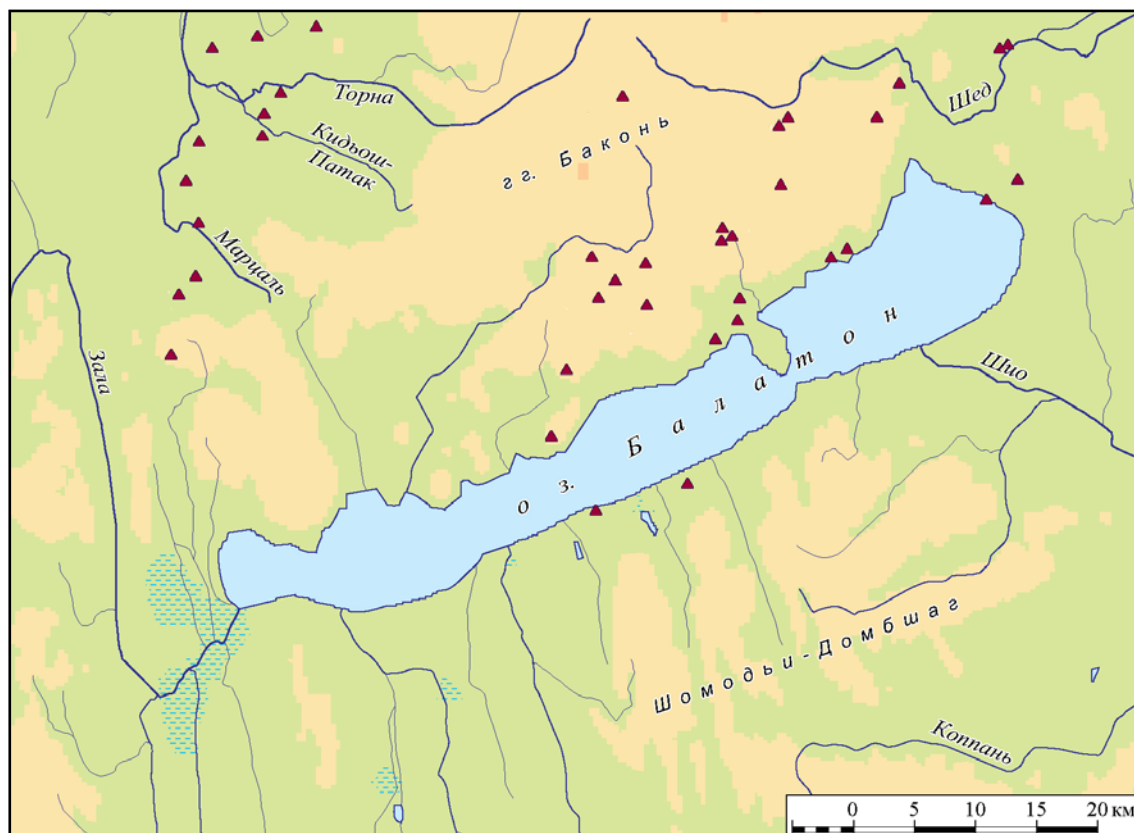 Торна
Шед
Кидьош-
Патак
гг. Баконь
Марцаль
Зала
Шио
оз. Балатон
Шомодьи-Домбшаг
Коппань
0 5 10 15 20 км